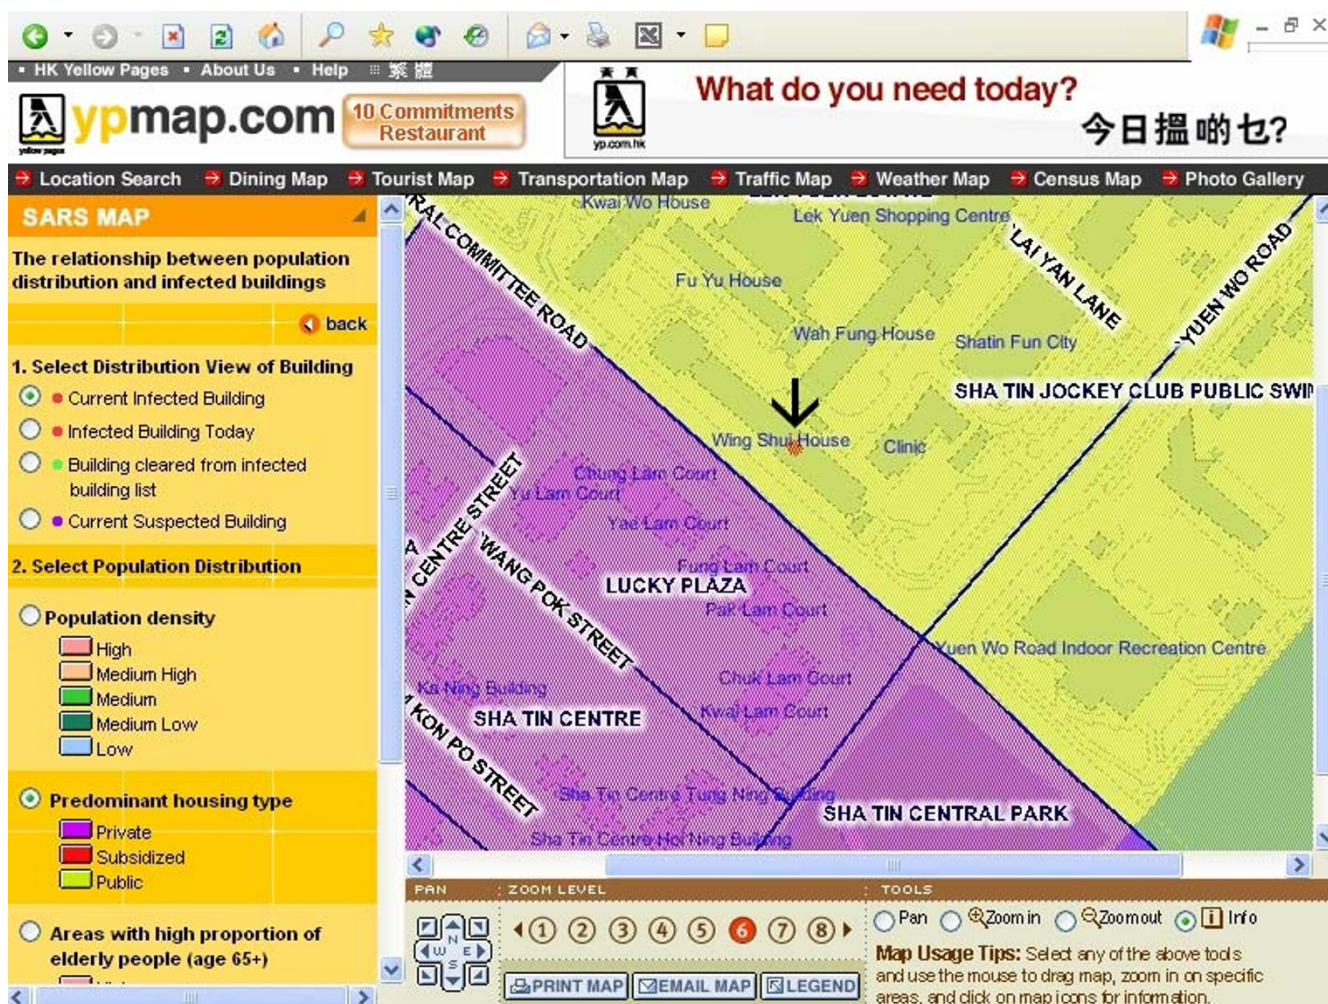 HK Yellow Pages
About Us
Help
繁 體
ypmap.com
yellow pages
10 Commitments
Restaurant
yp.com.hk
What do you need today?
今日搵啲乜?
Location Search
Dining Map
Tourist Map
Transportation Map
Traffic Map
Weather Map
Census Map
Photo Gallery
SARS MAP
The relationship between population
distribution and infected buildings
back
1. Select Distribution View of Building
Current Infected Building
Infected Building Today
Building cleared from infected
building list
Current Suspected Building
2. Select Population Distribution
Population density
High
Medium High
Medium
Medium Low
Low
Predominant housing type
Private
Subsidized
Public
Areas with high proportion of
elderly people (age 65+)
Kwai Wo House
Lek Yuen Shopping Centre
RAL COMMITTEE ROAD
LAI YAN LANE
YUEN WO ROAD
Fu Yu House
Wah Fung House
Shatin Fun City
SHA TIN JOCKEY CLUB PUBLIC SWIM
Wing Shui House
Clinic
Chung Lam Court
Yu Lam Court
Yae Lam Court
N CENTRE STREET
WANG POK STREET
Fung Lam Court
LUCKY PLAZA
Pak Lam Court
Yuen Wo Road Indoor Recreation Centre
Chuk Lam Court
Ka Ning Building
Kwai Lam Court
SHA TIN CENTRE
KON PO STREET
Sha Tin Centre Tung Ning Building
SHA TIN CENTRAL PARK
Sha Tin Centre Hoi Ning Building
PAN
ZOOM LEVEL
TOOLS
N
W E
S
1 2 3 4 5 6 7 8
Pan
Zoom in
Zoom out
i Info
Map Usage Tips: Select any of the above tools
and use the mouse to drag map, zoom in on specific
areas, and click on map icons for information.
PRINT MAP
EMAIL MAP
LEGEND